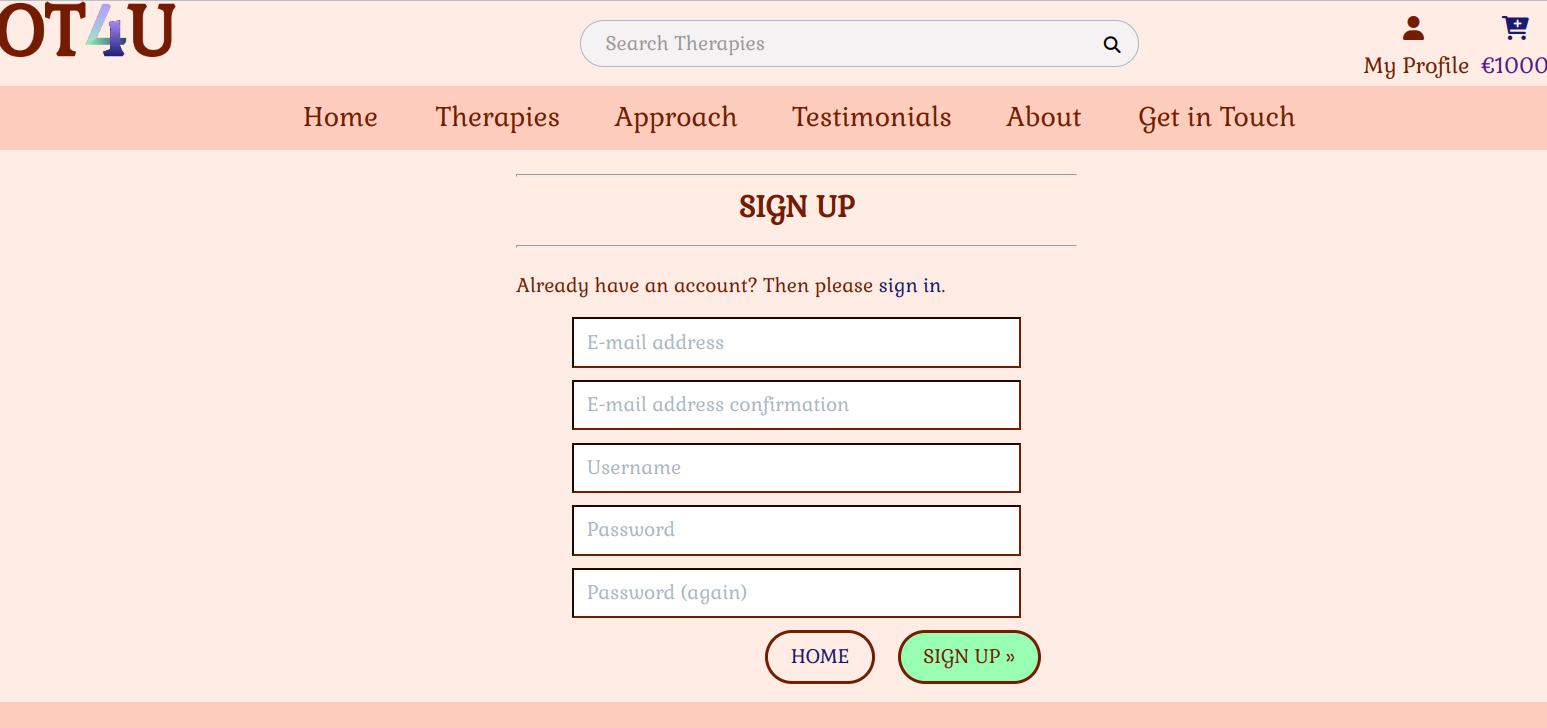 OT4U
Search Therapies
My Profile €1000
Home Therapies Approach Testimonials About Get in Touch
SIGN UP
Already have an account? Then please sign in.
E-mail address
E-mail address confirmation
Username
Password
Password (again)
HOME SIGN UP »